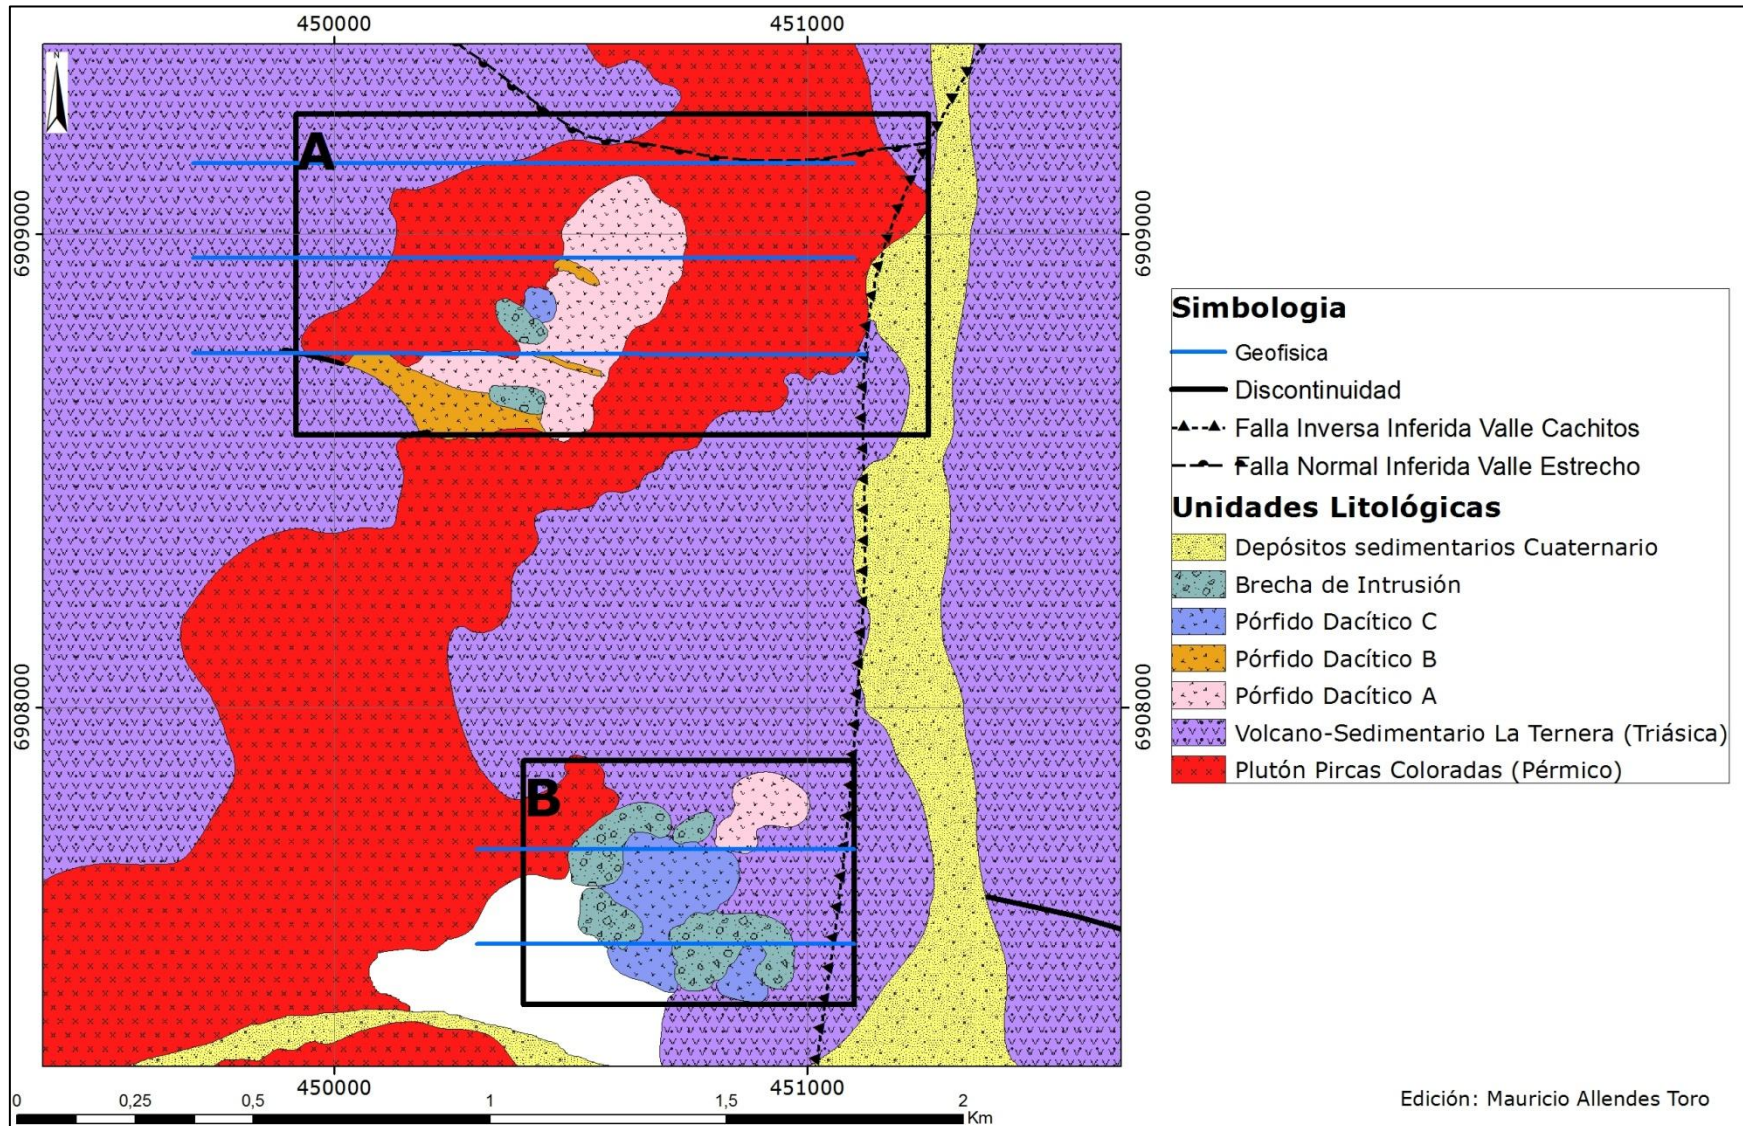 450000 451000
N
A
6909000 6909000
Simbologia
Geofisica
Discontinuidad
Falla Inversa Inferida Valle Cachitos
Falla Normal Inferida Valle Estrecho
Unidades Litológicas
Depósitos sedimentarios Cuaternario
Brecha de Intrusión
Pórfido Dacítico C
Pórfido Dacítico B
Pórfido Dacítico A
Volcano-Sedimentario La Ternera (Triásica)
Plutón Pircas Coloradas (Pérmico)
6908000 6908000
B
450000 451000
0 0,25 0,5 1 1,5 2
Km
Edición: Mauricio Allendes Toro